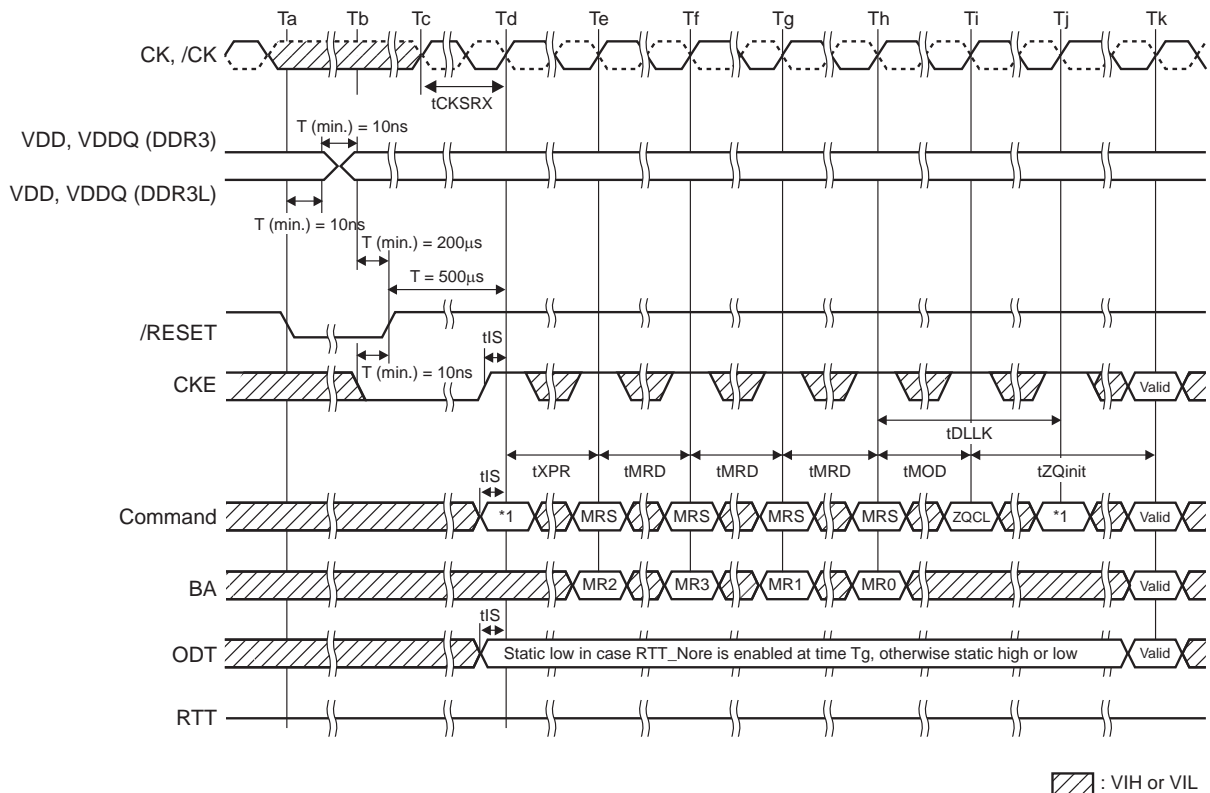 Ta Tb Tc Td Te Tf Tg Th Ti Tj Tk
CK, /CK
tCKSRX
T (min.) = 10ns
VDD, VDDQ (DDR3)
VDD, VDDQ (DDR3L)
T (min.) = 10ns
T (min.) = 200µs
T = 500µs
/RESET
tIS
T (min.) = 10ns
CKE
Valid
tDLLK
tXPR tMRD tMRD tMRD tMOD tZQinit
tIS
Command *1 MRS MRS MRS MRS ZQCL *1 Valid
BA MR2 MR3 MR1 MR0 Valid
tIS
ODT Static low in case RTT_Nore is enabled at time Tg, otherwise static high or low Valid
RTT
: VIH or VIL